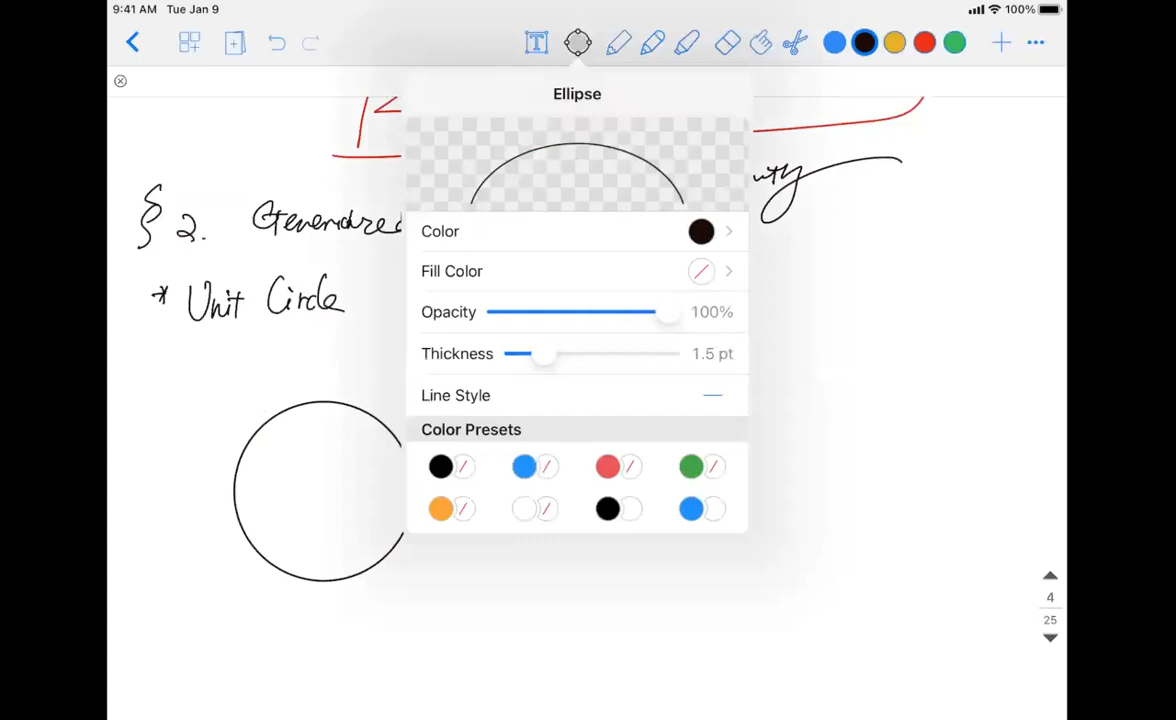 9:41 AM Tue Jan 9
100%
T
Ellipse
§ 2. Generalized
Color
Fill Color
* Unit Circle
Opacity 100%
Thickness 1.5 pt
Line Style
Color Presets
4
25